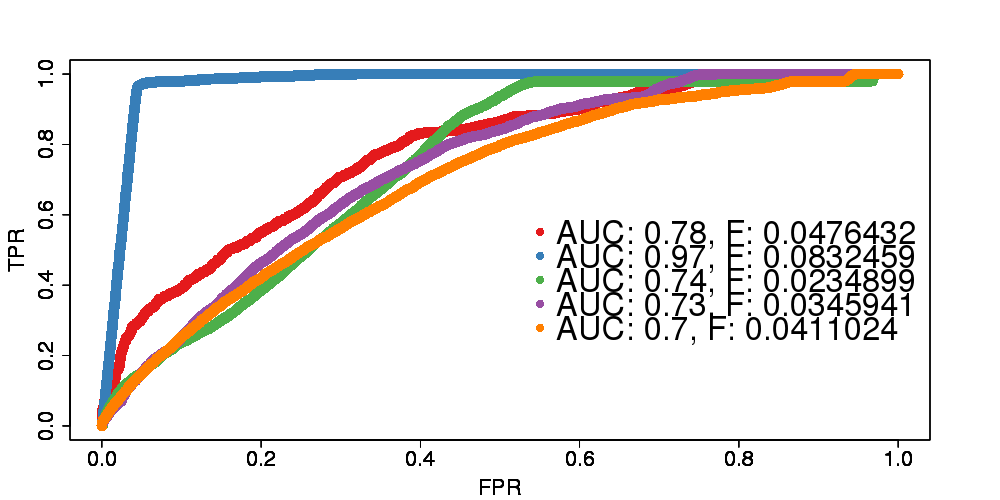 1.0
0.8
0.6
0.4
0.2
0.0
TPR
AUC: 0.78, F: 0.0476432
AUC: 0.97, F: 0.0832459
AUC: 0.74, F: 0.0234899
AUC: 0.73, F: 0.0345941
AUC: 0.7, F: 0.0411024
0.0 0.2 0.4 0.6 0.8 1.0
FPR